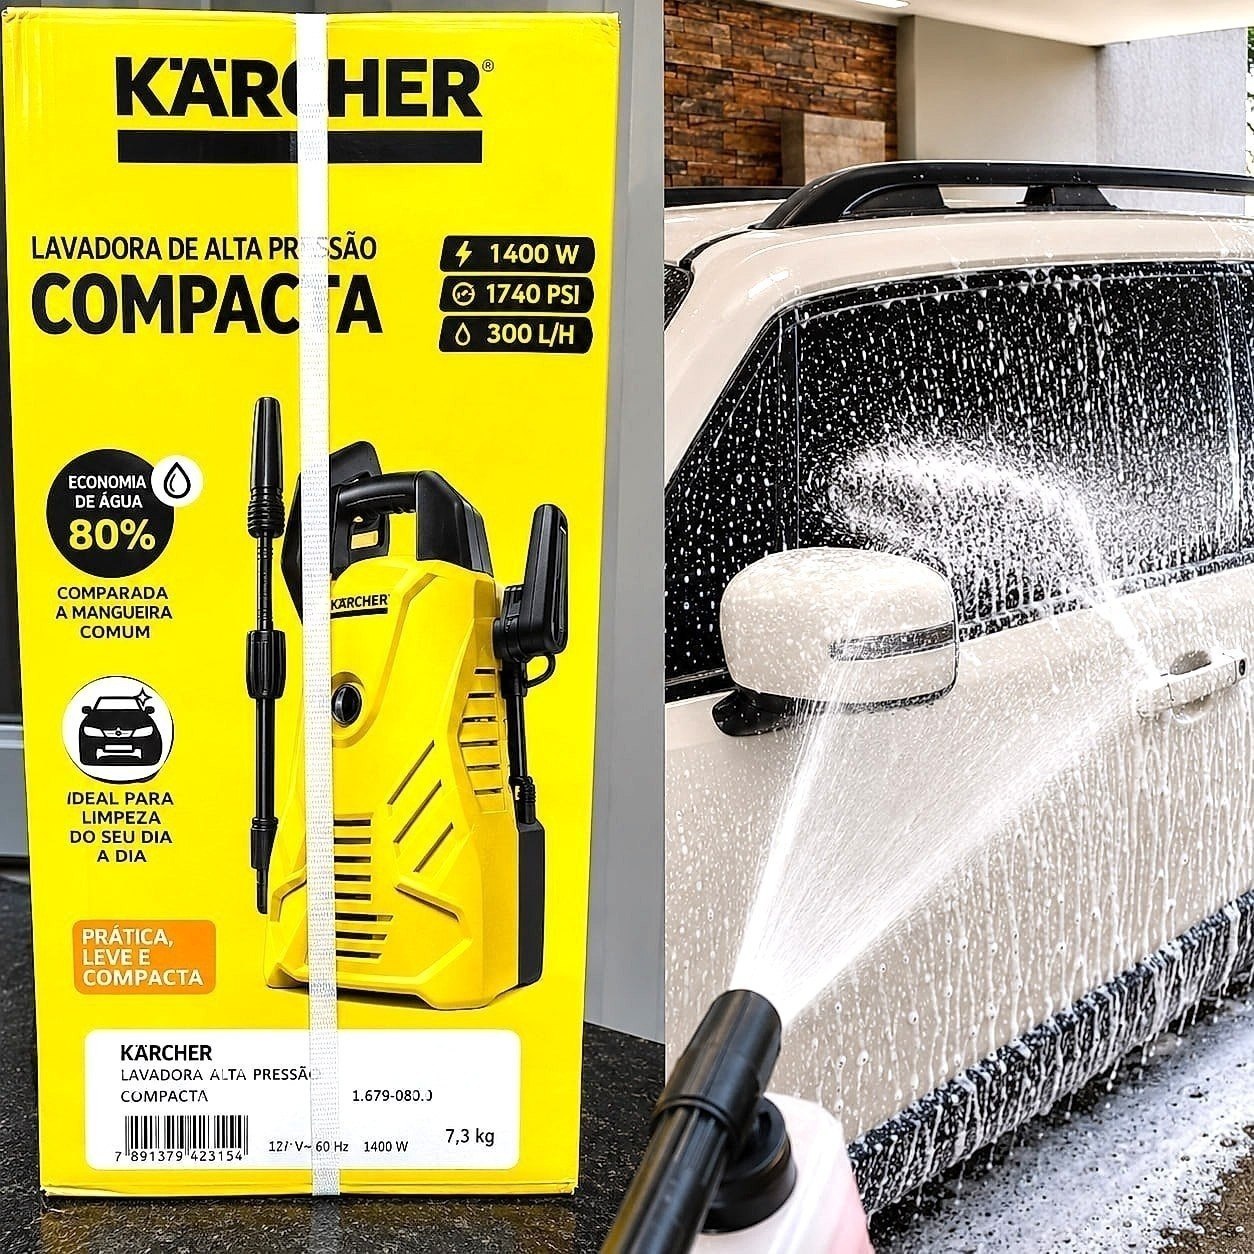 KÄRCHER®
LAVADORA DE ALTA PRESSÃO
COMPACTA
1400 W
1740 PSI
300 L/H
ECONOMIA
DE ÁGUA
80%
COMPARADA
A MANGUEIRA
COMUM
KÄRCHER
IDEAL PARA
LIMPEZA
DO SEU DIA
A DIA
PRÁTICA,
LEVE E
COMPACTA
KÄRCHER
LAVADORA ALTA PRESSÃO
COMPACTA
60 Hz 1400 W
7,3 kg
7 891379 423154